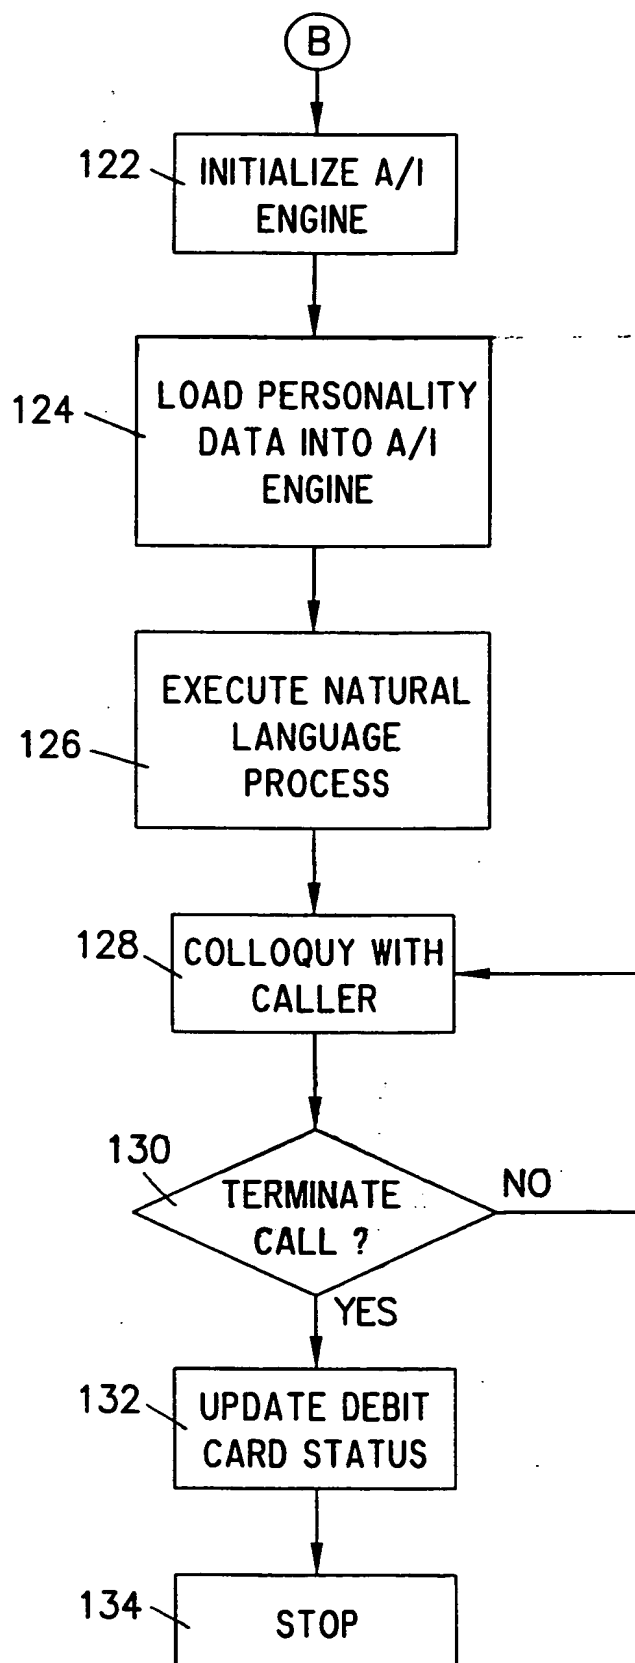 B
122
INITIALIZE A/I
ENGINE
124
LOAD PERSONALITY
DATA INTO A/I
ENGINE
126
EXECUTE NATURAL
LANGUAGE
PROCESS
128
COLLOQUY WITH
CALLER
130
TERMINATE
CALL ?
NO
YES
132
UPDATE DEBIT
CARD STATUS
134
STOP